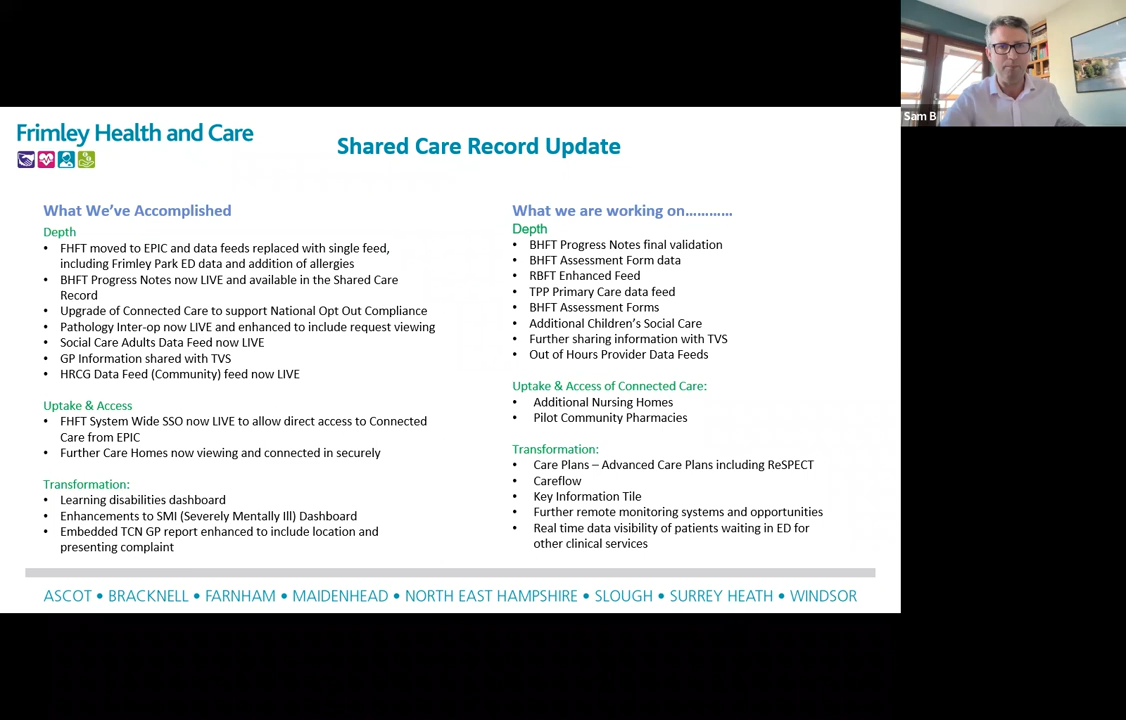 Sam B
Frimley Health and Care
Shared Care Record Update
What We've Accomplished
Depth
• FHFT moved to EPIC and data feeds replaced with single feed,
including Frimley Park ED data and addition of allergies
• BHFT Progress Notes now LIVE and available in the Shared Care
Record
• Upgrade of Connected Care to support National Opt Out Compliance
• Pathology Inter-op now LIVE and enhanced to include request viewing
• Social Care Adults Data Feed now LIVE
• GP Information shared with TVS
• HRCG Data Feed (Community) feed now LIVE
Uptake & Access
• FHFT System Wide SSO now LIVE to allow direct access to Connected
Care from EPIC
• Further Care Homes now viewing and connected in securely
Transformation:
• Learning disabilities dashboard
• Enhancements to SMI (Severely Mentally Ill) Dashboard
• Embedded TCN GP report enhanced to include location and
presenting complaint
What we are working on…………
Depth
• BHFT Progress Notes final validation
• BHFT Assessment Form data
• RBFT Enhanced Feed
• TPP Primary Care data feed
• BHFT Assessment Forms
• Additional Children's Social Care
• Further sharing information with TVS
• Out of Hours Provider Data Feeds
Uptake & Access of Connected Care:
• Additional Nursing Homes
• Pilot Community Pharmacies
Transformation:
• Care Plans – Advanced Care Plans including ReSPECT
• Careflow
• Key Information Tile
• Further remote monitoring systems and opportunities
• Real time data visibility of patients waiting in ED for
other clinical services
ASCOT • BRACKNELL • FARNHAM • MAIDENHEAD • NORTH EAST HAMPSHIRE • SLOUGH • SURREY HEATH • WINDSOR